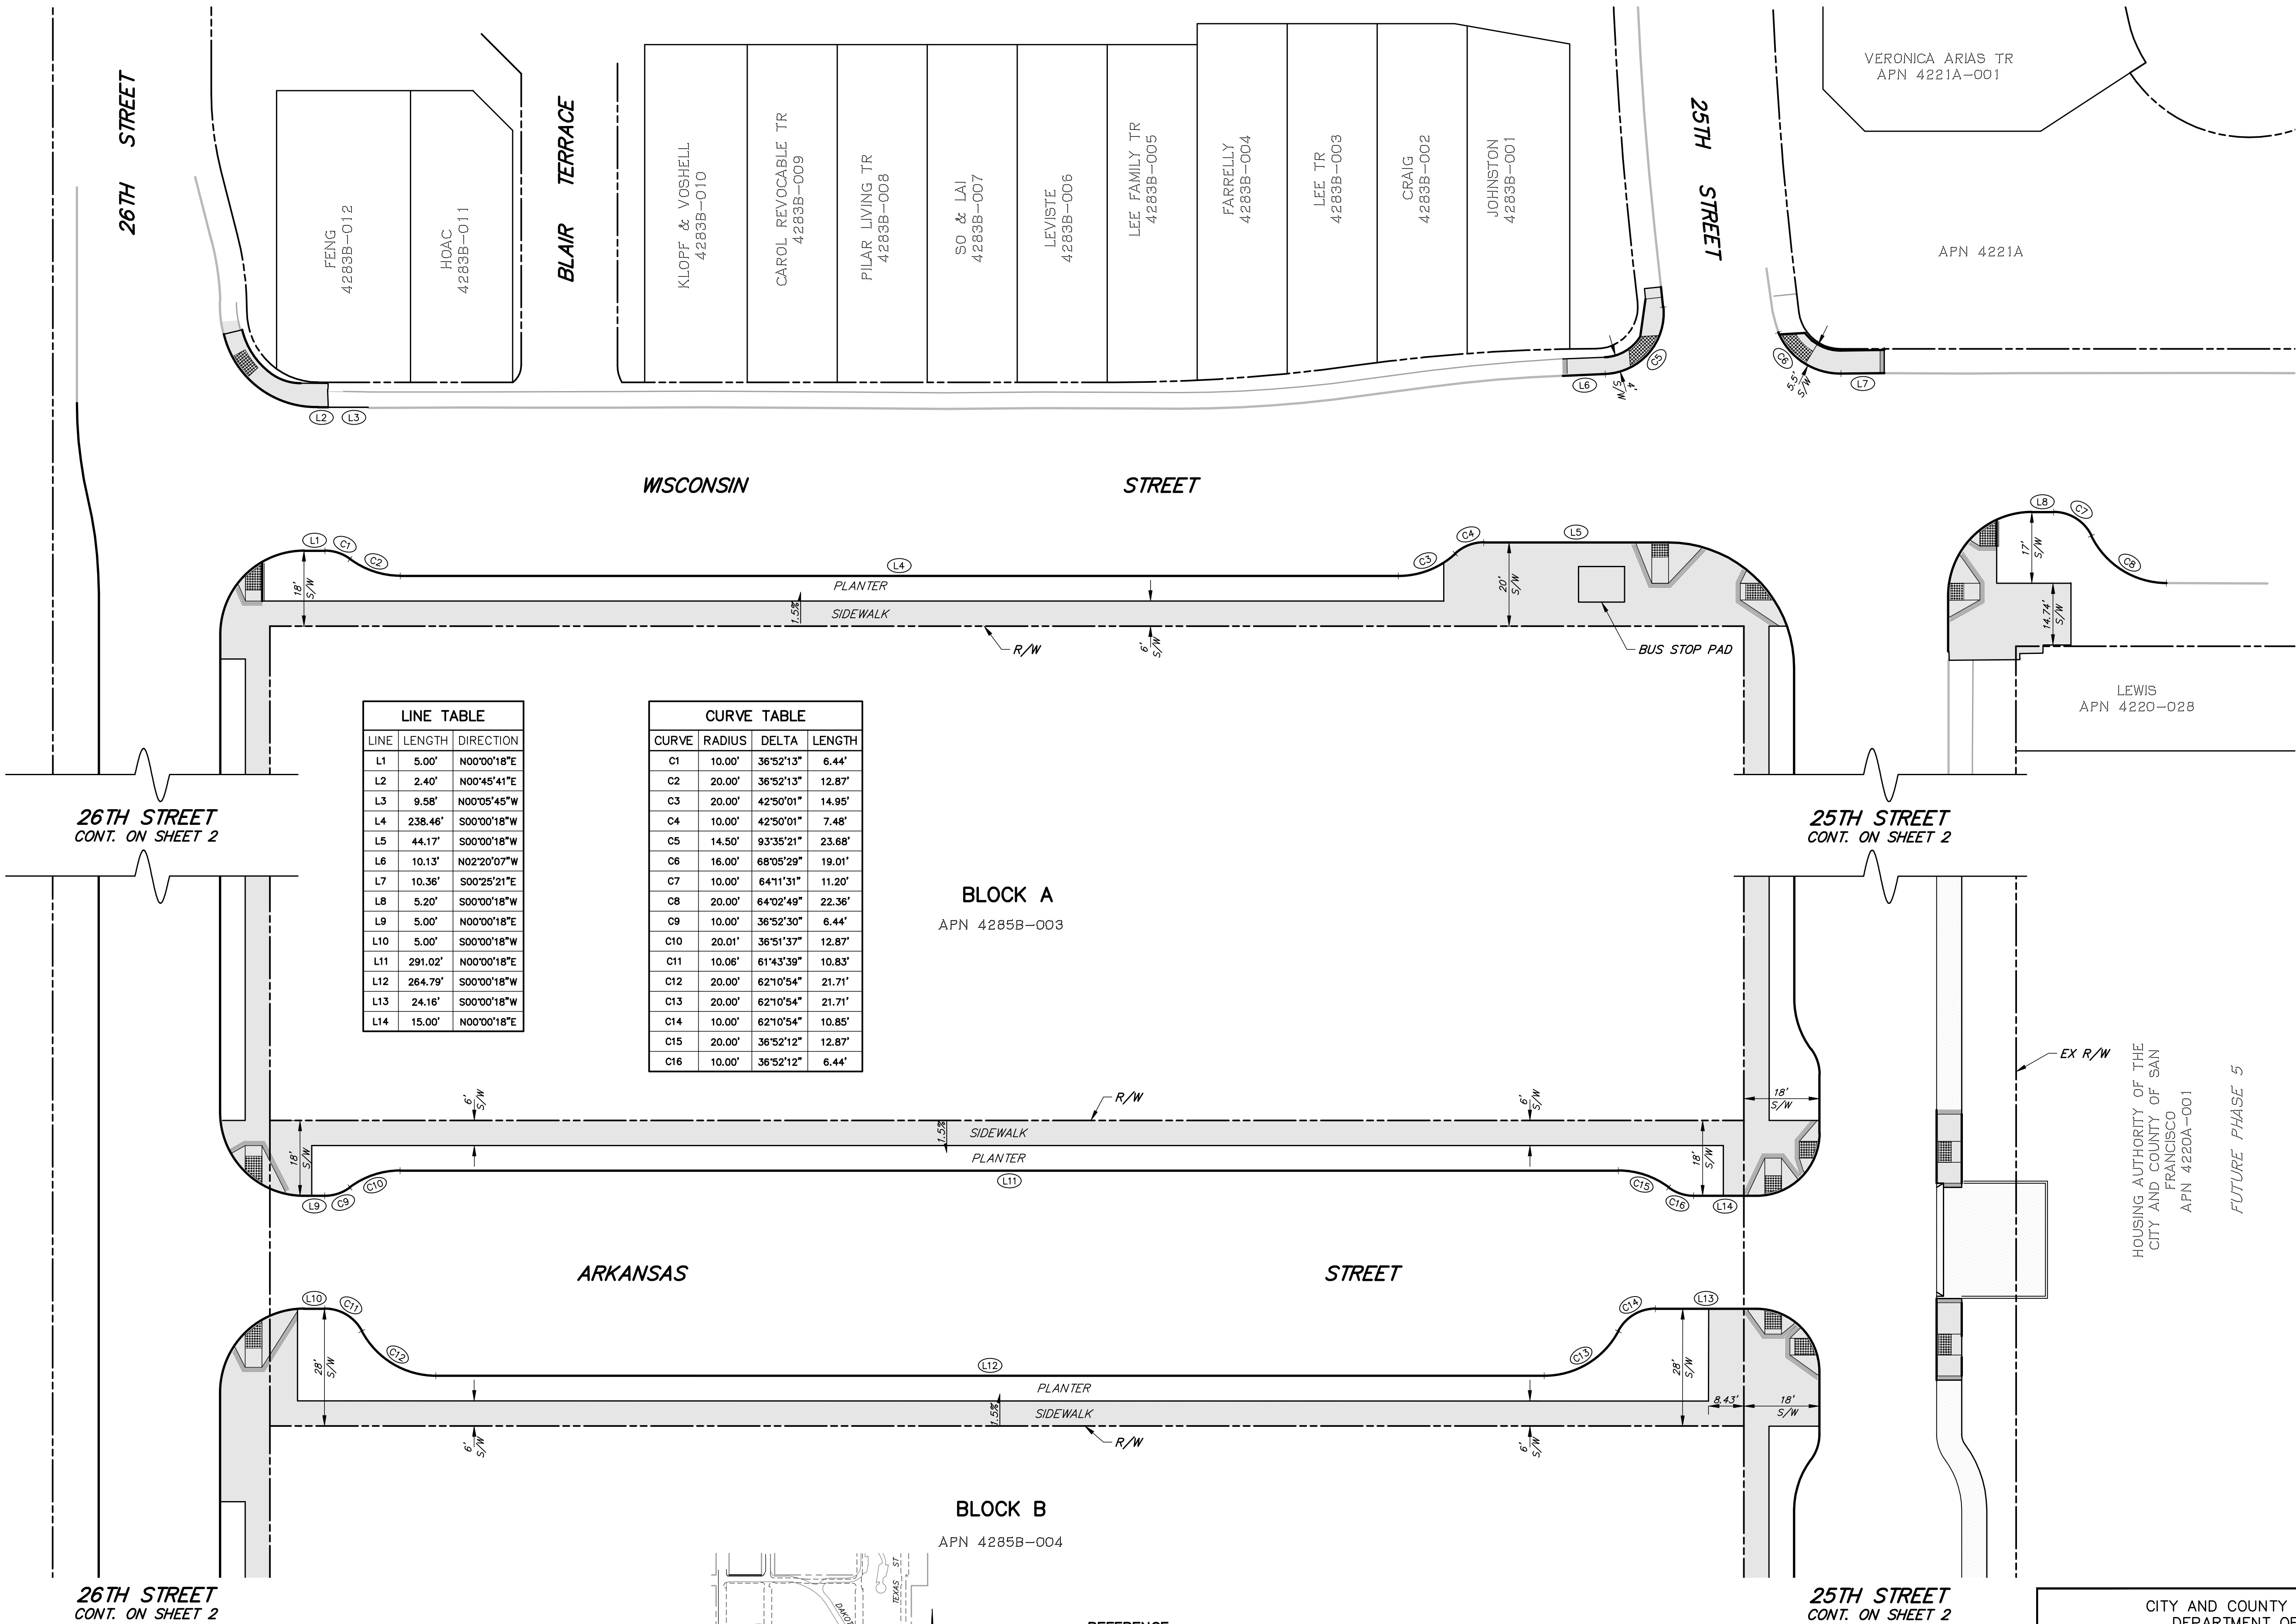 26TH STREET
BLAIR TERRACE
25TH STREET
FENG
4283B-012
HOAC
4283B-011
KLOPF & VOSHELL
4283B-010
CAROL REVOCABLE TR
4283B-009
PILAR LIVING TR
4283B-008
SO & LAI
4283B-007
LEVISTE
4283B-006
LEE FAMILY TR
4283B-005
FARRELLY
4283B-004
LEE TR
4283B-003
CRAIG
4283B-002
JOHNSTON
4283B-001
VERONICA ARIAS TR
APN 4221A-001
APN 4221A
L2
L3
L6
4'
S/W
C5
C6
5.5'
S/W
L7
WISCONSIN STREET
L1
C1
C2
L4
C3
C4
L5
L8
C7
C8
18'
S/W
PLANTER
1.5%
SIDEWALK
6'
S/W
R/W
20'
S/W
BUS STOP PAD
17'
S/W
14.74'
S/W
LEWIS
APN 4220-028
LINE TABLE
LINE LENGTH DIRECTION
L1 5.00' N00°00'18"E
L2 2.40' N00°45'41"E
L3 9.58' N00°05'45"W
L4 238.46' S00°00'18"W
L5 44.17' S00°00'18"W
L6 10.13' N02°20'07"W
L7 10.36' S00°25'21"E
L8 5.20' S00°00'18"W
L9 5.00' N00°00'18"E
L10 5.00' S00°00'18"W
L11 291.02' N00°00'18"E
L12 264.79' S00°00'18"W
L13 24.16' S00°00'18"W
L14 15.00' N00°00'18"E
CURVE TABLE
CURVE RADIUS DELTA LENGTH
C1 10.00' 36°52'13" 6.44'
C2 20.00' 36°52'13" 12.87'
C3 20.00' 42°50'01" 14.95'
C4 10.00' 42°50'01" 7.48'
C5 14.50' 93°35'21" 23.68'
C6 16.00' 68°05'29" 19.01'
C7 10.00' 64°11'31" 11.20'
C8 20.00' 64°02'49" 22.36'
C9 10.00' 36°52'30" 6.44'
C10 20.01' 36°51'37" 12.87'
C11 10.06' 61°43'39" 10.83'
C12 20.00' 62°10'54" 21.71'
C13 20.00' 62°10'54" 21.71'
C14 10.00' 62°10'54" 10.85'
C15 20.00' 36°52'12" 12.87'
C16 10.00' 36°52'12" 6.44'
26TH STREET
CONT. ON SHEET 2
25TH STREET
CONT. ON SHEET 2
BLOCK A
APN 4285B-003
EX R/W
HOUSING AUTHORITY OF THE
CITY AND COUNTY OF SAN
FRANCISCO
APN 4220A-001
FUTURE PHASE 5
6'
S/W
R/W
6'
S/W
18'
S/W
18'
S/W
1.5%
SIDEWALK
PLANTER
18'
S/W
L9
C9
C10
L11
C15
C16
L14
ARKANSAS STREET
L10
C11
C12
L12
C13
C14
L13
28'
S/W
PLANTER
1.5%
SIDEWALK
6'
S/W
R/W
6'
S/W
28'
S/W
8.43'
18'
S/W
BLOCK B
APN 4285B-004
TEXAS ST
26TH STREET
CONT. ON SHEET 2
25TH STREET
CONT. ON SHEET 2
CITY AND COUNTY